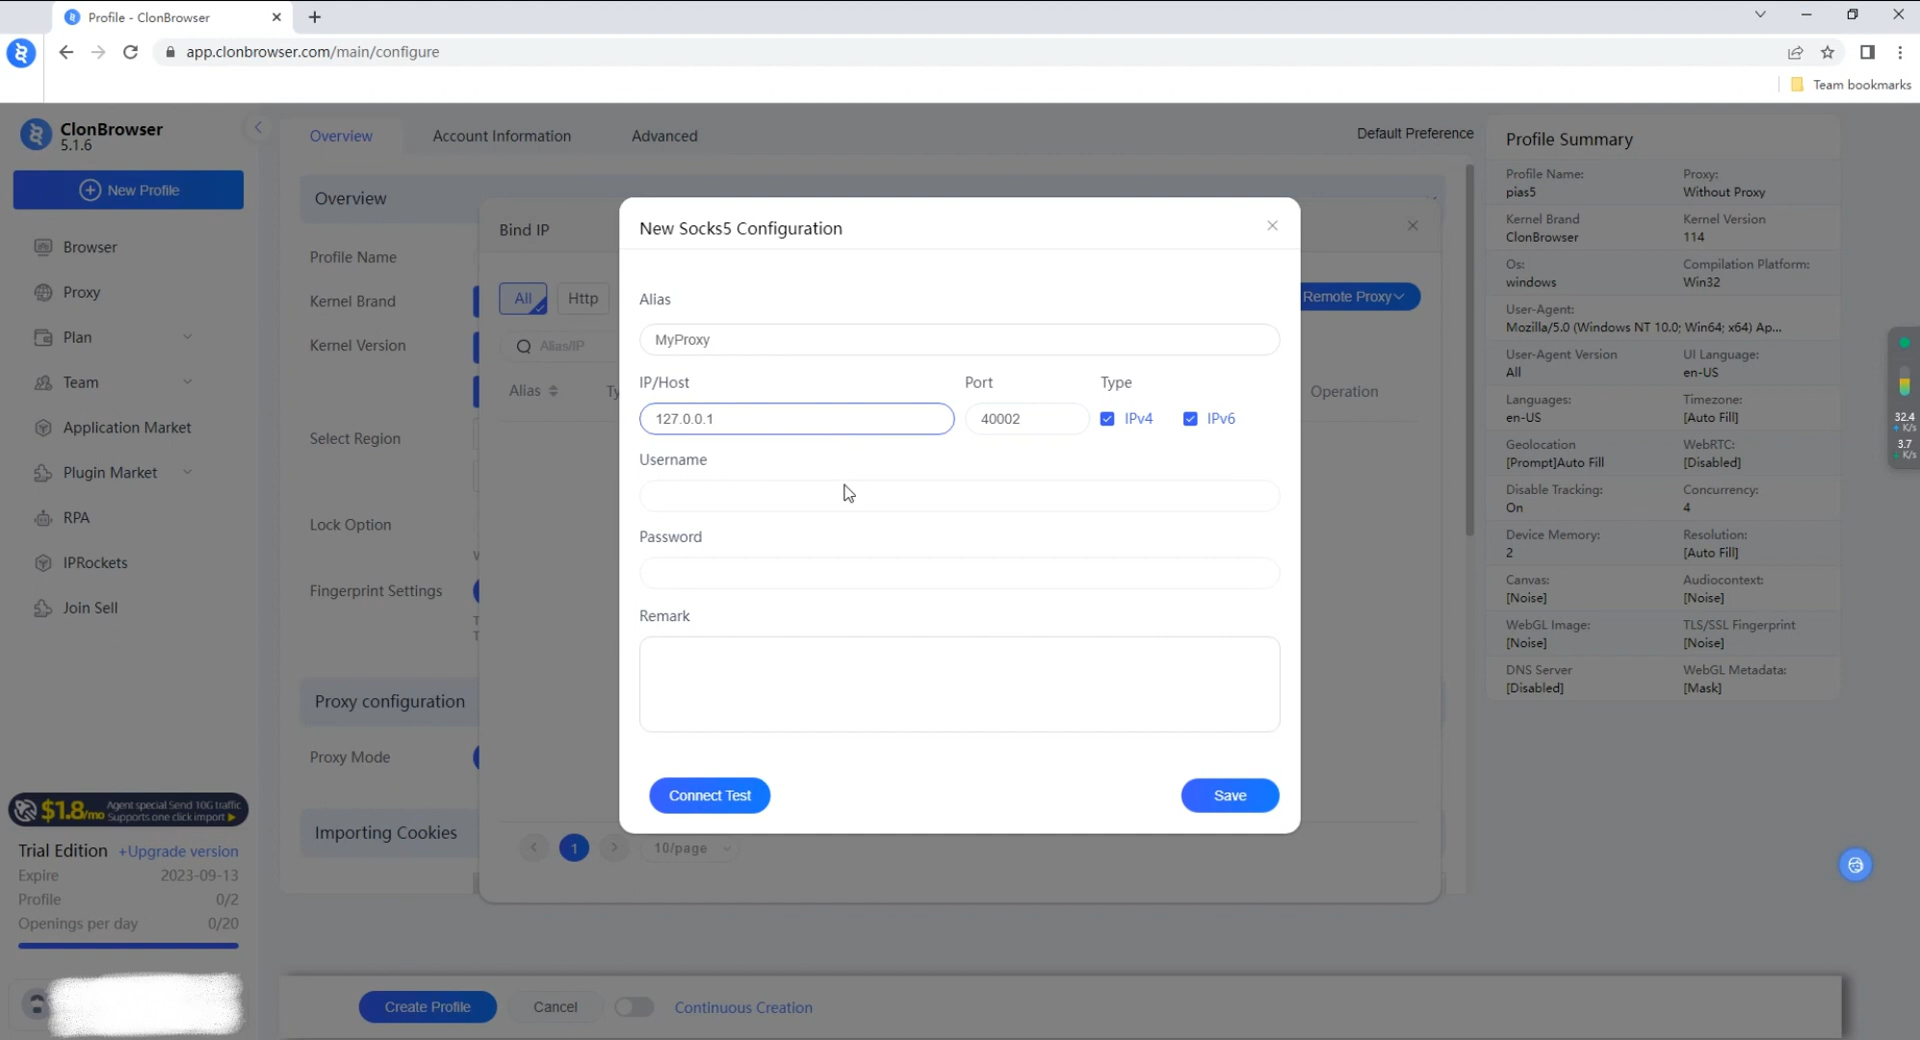 Profile - ClonBrowser
app.clonbrowser.com/main/configure
Team bookmarks
ClonBrowser
5.1.6
New Profile
Browser
Proxy
Plan
Team
Application Market
Plugin Market
RPA
IPRockets
Join Sell
$1.8/mo
Agent special Send 10G traffic
Supports one click import
Trial Edition +Upgrade version
Expire 2023-09-13
Profile 0/2
Openings per day 0/20
Overview Account Information Advanced Default Preference
Overview
Profile Name
Kernel Brand
Kernel Version
Select Region
Lock Option
Fingerprint Settings
Proxy configuration
Proxy Mode
Importing Cookies
Bind IP
All Http Remote Proxy
Alias/IP
Alias Ty Operation
1 10/page
New Socks5 Configuration
Alias
MyProxy
IP/Host Port Type
127.0.0.1 40002 IPv4 IPv6
Username
Password
Remark
Connect Test Save
Create Profile Cancel Continuous Creation
Profile Summary
Profile Name: Proxy:
pias5 Without Proxy
Kernel Brand Kernel Version
ClonBrowser 114
Os: Compilation Platform:
windows Win32
User-Agent:
Mozilla/5.0 (Windows NT 10.0; Win64; x64) Ap...
User-Agent Version UI Language:
All en-US
Languages: Timezone:
en-US [Auto Fill]
Geolocation WebRTC:
[Prompt]Auto Fill [Disabled]
Disable Tracking: Concurrency:
On 4
Device Memory: Resolution:
2 [Auto Fill]
Canvas: Audiocontext:
[Noise] [Noise]
WebGL Image: TLS/SSL Fingerprint
[Noise] [Noise]
DNS Server WebGL Metadata:
[Disabled] [Mask]
32.4
K/s
3.7
K/s